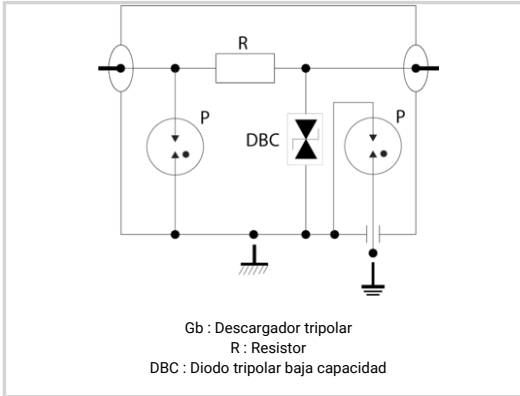 R
P
DBC
P
Gb : Descargador tripolar
R : Resistor
DBC : Diodo tripolar baja capacidad